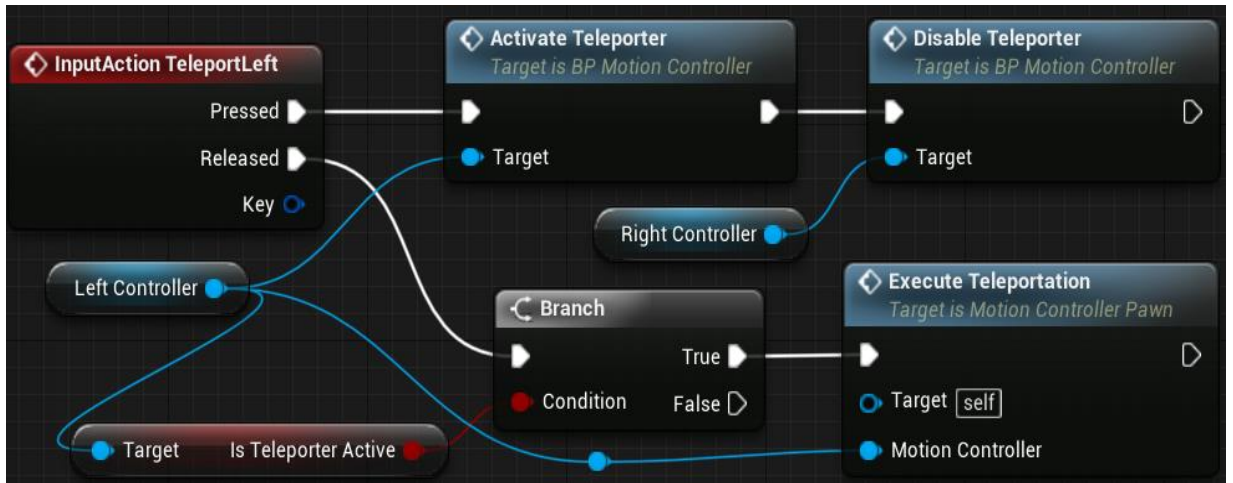 InputAction TeleportLeft
Pressed
Released
Key
Activate Teleporter
Target is BP Motion Controller
Target
Disable Teleporter
Target is BP Motion Controller
Target
Right Controller
Left Controller
Branch
True
Condition
False
Target
Is Teleporter Active
Execute Teleportation
Target is Motion Controller Pawn
Target self
Motion Controller